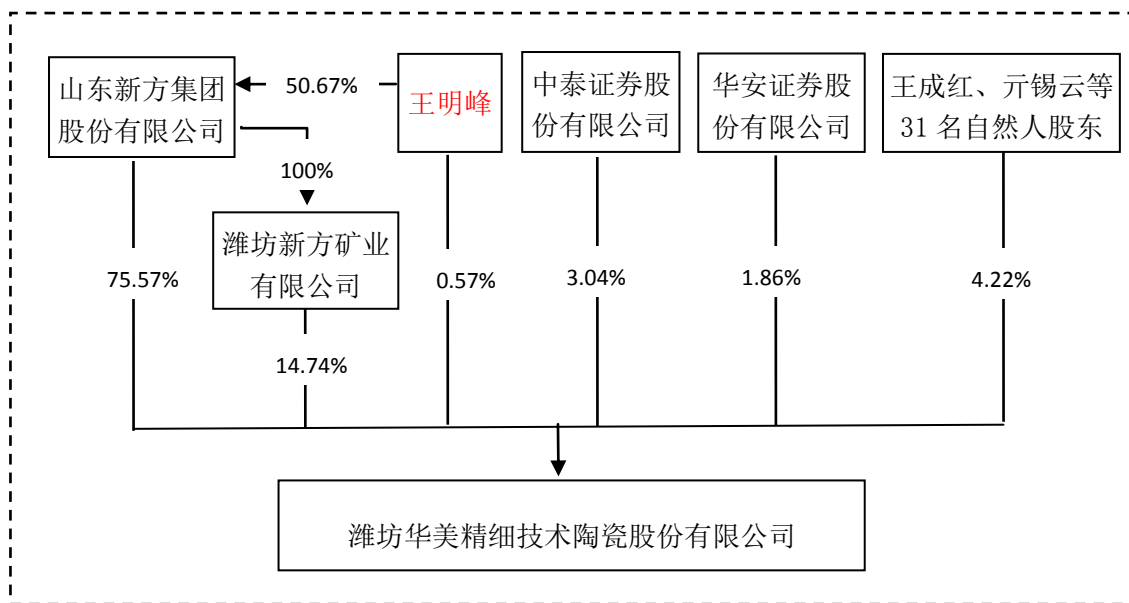 山东新方集团
股份有限公司
50.67%
王明峰
中泰证券股
份有限公司
华安证券股
份有限公司
王成红、亓锡云等
31 名自然人股东
100%
潍坊新方矿业
有限公司
75.57%
0.57%
3.04%
1.86%
4.22%
14.74%
潍坊华美精细技术陶瓷股份有限公司